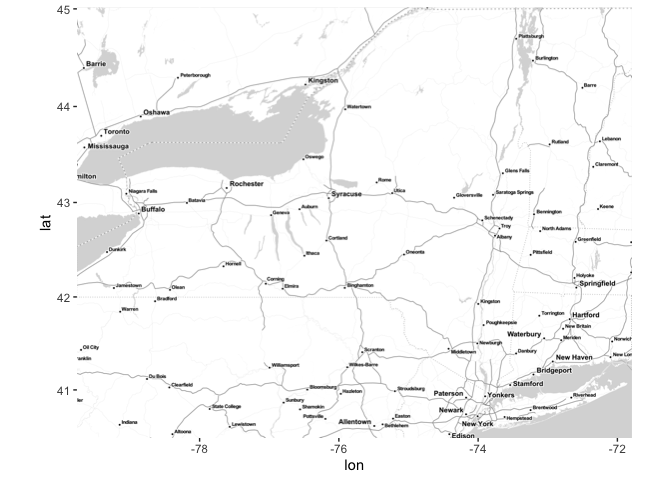 45
Plattsburgh
Barrie
Burlington
Peterborough
Kingston
Barre
44
Watertown
Oshawa
Toronto
Mississauga
Rutland
Lebanon
Oswego
Claremont
milton
Glens Falls
Rome
Rochester
Niagara Falls
Utica
Syracuse
Gloversville
Saratoga Springs
43
Batavia
Buffalo
Auburn
Geneva
Keene
Bennington
Schenectady
Troy
North Adams
Albany
Cortland
Greenfield
Dunkirk
Ithaca
Oneonta
Pittsfield
Hornell
Holyoke
Corning
Jamestown
Olean
Elmira
Binghamton
Springfield
42
Bradford
Kingston
Warren
Torrington
Hartford
Poughkeepsie
New Britain
Waterbury
Meriden
Norwich
Newburgh
Oil City
Scranton
Middletown
Danbury
New Lon
ranklin
New Haven
Williamsport
Wilkes-Barre
Bridgeport
Du Bois
Stamford
41
Clearfield
Bloomsburg
Hazleton
Stroudsburg
Paterson
Yonkers
Riverhead
ler
Sunbury
State College
Shamokin
Newark
Brentwood
Pottsville
Easton
Hempstead
Indiana
Lewistown
Allentown
Bethlehem
New York
Altoona
Edison
-78
-76
-74
-72
lon
lat